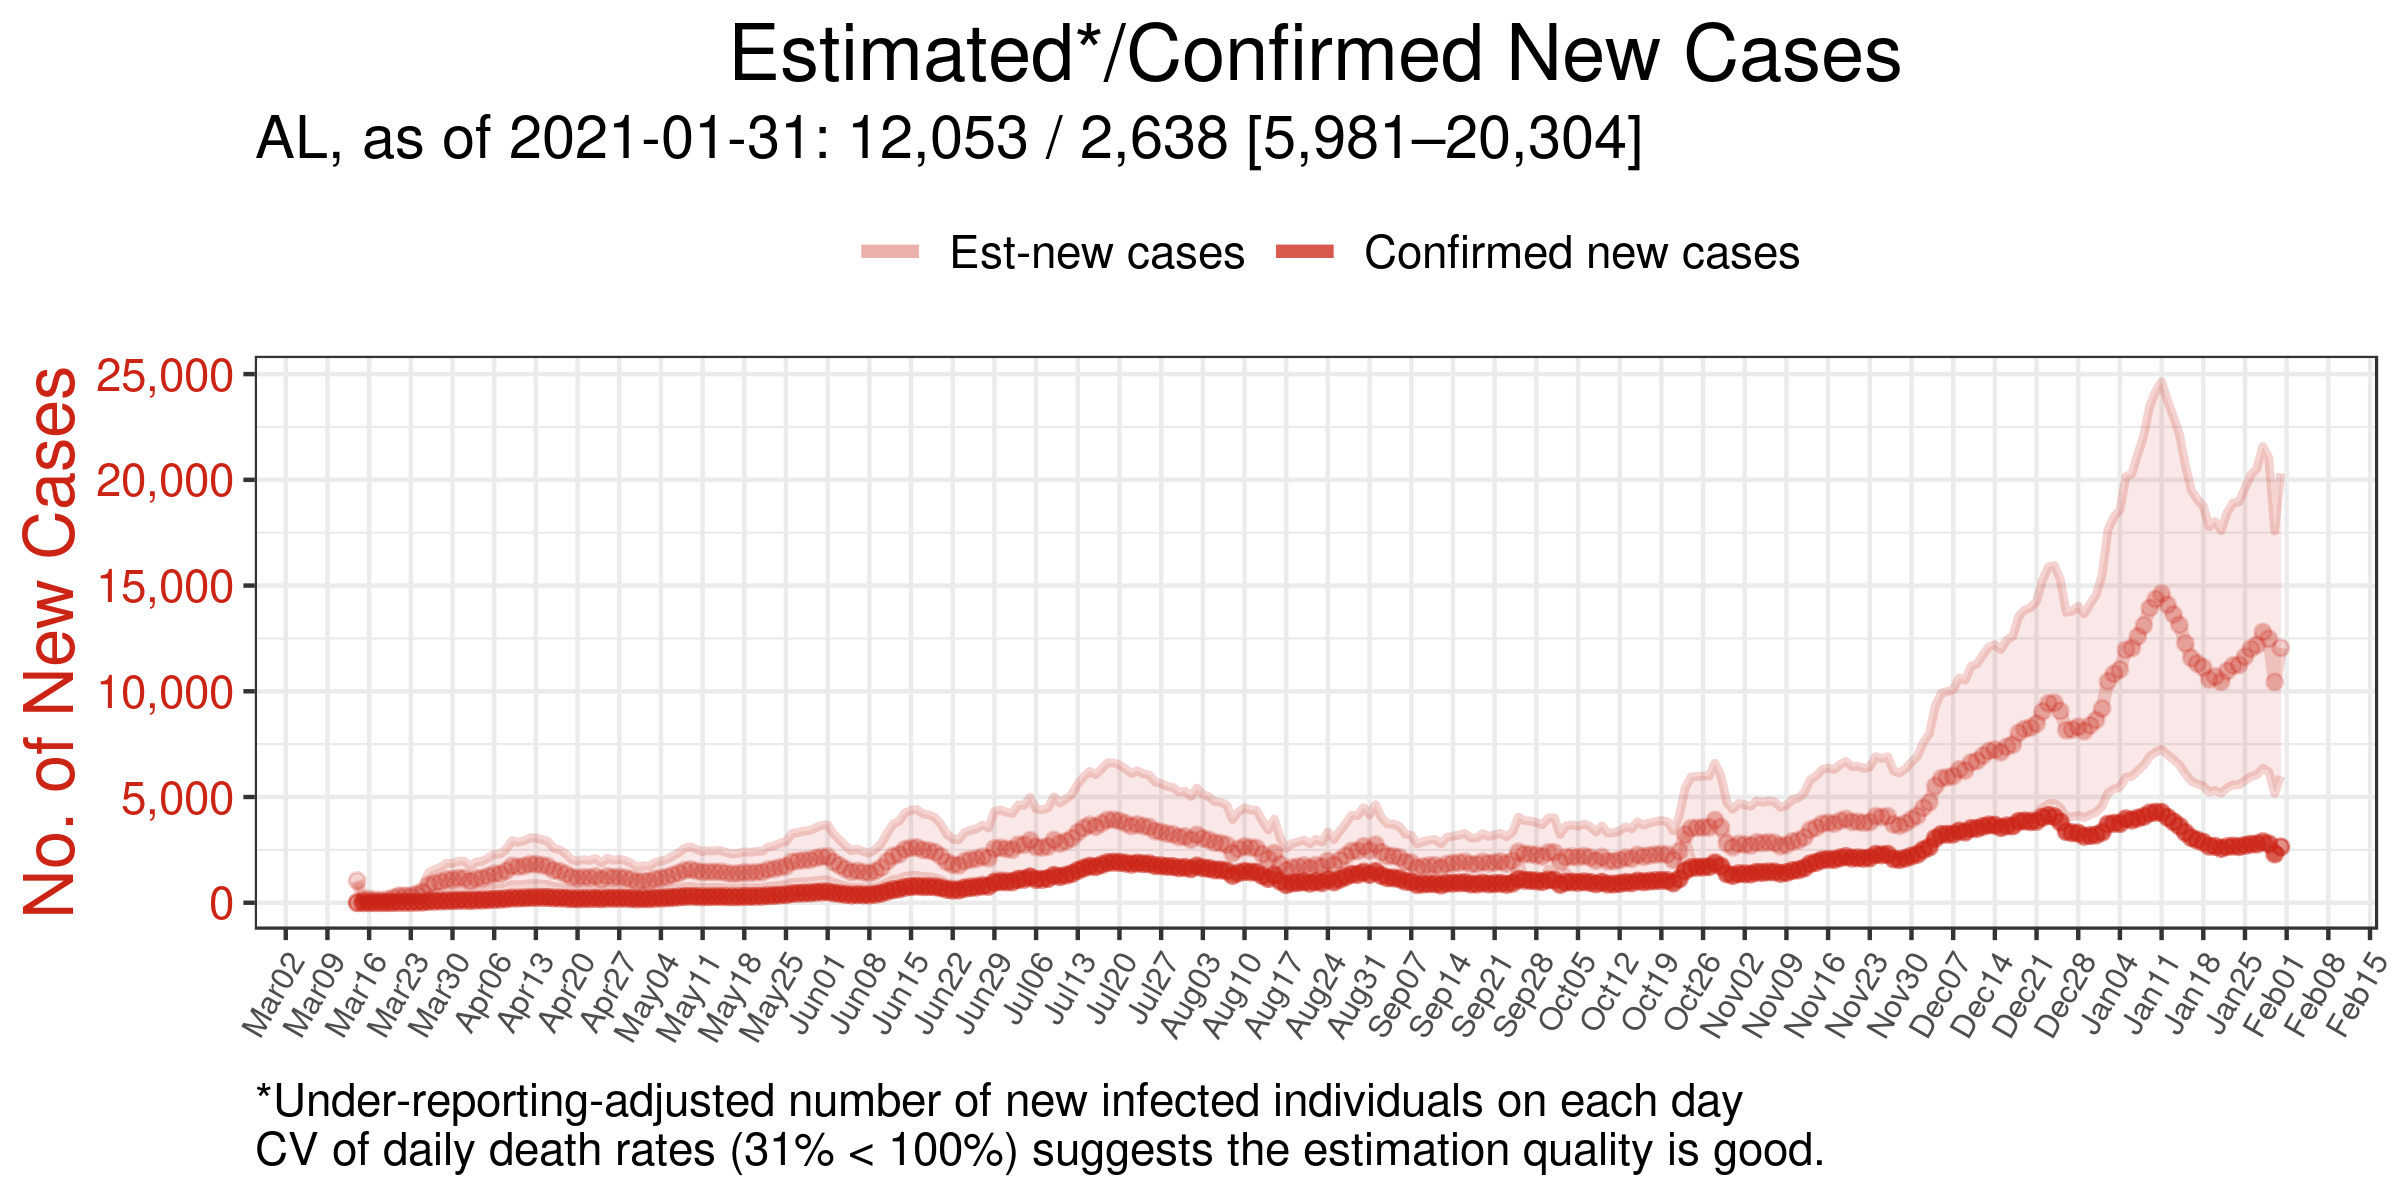 Estimated*/Confirmed New Cases
AL, as of 2021-01-31: 12,053 / 2,638 [5,981–20,304]
Est-new cases
Confirmed new cases
No. of New Cases
25,000
20,000
15,000
10,000
5,000
0
Mar02
Mar09
Mar16
Mar23
Mar30
Apr06
Apr13
Apr20
Apr27
May04
May11
May18
May25
Jun01
Jun08
Jun15
Jun22
Jun29
Jul06
Jul13
Jul20
Jul27
Aug03
Aug10
Aug17
Aug24
Aug31
Sep07
Sep14
Sep21
Sep28
Oct05
Oct12
Oct19
Oct26
Nov02
Nov09
Nov16
Nov23
Nov30
Dec07
Dec14
Dec21
Dec28
Jan04
Jan11
Jan18
Jan25
Feb01
Feb08
Feb15
*Under-reporting-adjusted number of new infected individuals on each day
CV of daily death rates (31% < 100%) suggests the estimation quality is good.